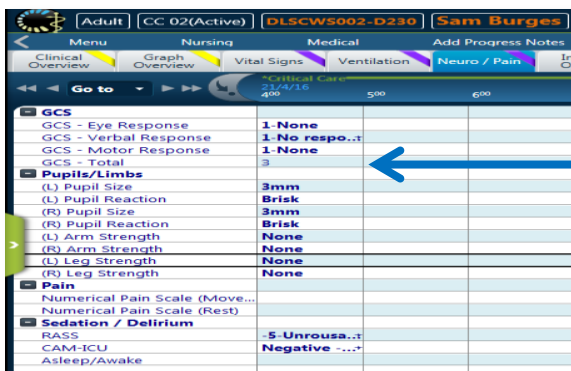 [Adult] [CC 02(Active)] [DLSCWS002-D230] [Sam Burges]
Menu Nursing Medical Add Progress Notes
Clinical Overview Graph Overview Vital Signs Ventilation Neuro / Pain
Go to *Critical Care*
21/4/16
400 500 600
GCS
GCS - Eye Response 1-None
GCS - Verbal Response 1-No respo..
GCS - Motor Response 1-None
GCS - Total 3
Pupils/Limbs
(L) Pupil Size 3mm
(L) Pupil Reaction Brisk
(R) Pupil Size 3mm
(R) Pupil Reaction Brisk
(L) Arm Strength None
(R) Arm Strength None
(L) Leg Strength None
(R) Leg Strength None
Pain
Numerical Pain Scale (Move...
Numerical Pain Scale (Rest)
Sedation / Delirium
RASS -5-Unrousa..
CAM-ICU Negative -...
Asleep/Awake